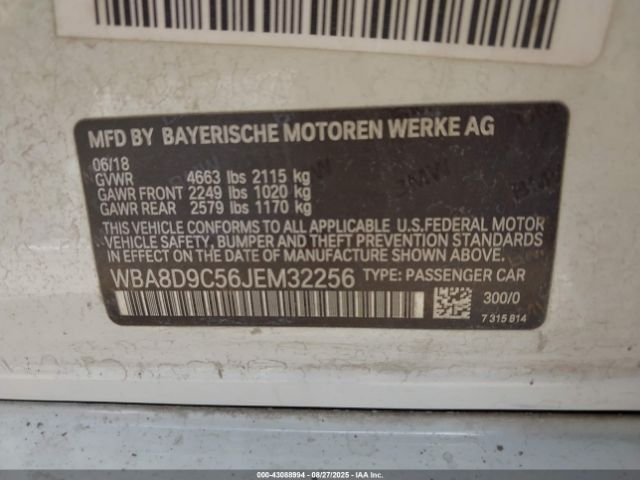 MFD BY BAYERISCHE MOTOREN WERKE AG
06/18
GVWR 4663 lbs 2115 kg
GAWR FRONT 2249 lbs 1020 kg
GAWR REAR 2579 lbs 1170 kg
THIS VEHICLE CONFORMS TO ALL APPLICABLE U.S.FEDERAL MOTOR
VEHICLE SAFETY, BUMPER AND THEFT PREVENTION STANDARDS
IN EFFECT ON THE DATE OF MANUFACTURE SHOWN ABOVE.
WBA8D9C56JEM32256 TYPE: PASSENGER CAR
300/0
7 315 814
000-43088994 - 08/27/2025 - IAAI.COM